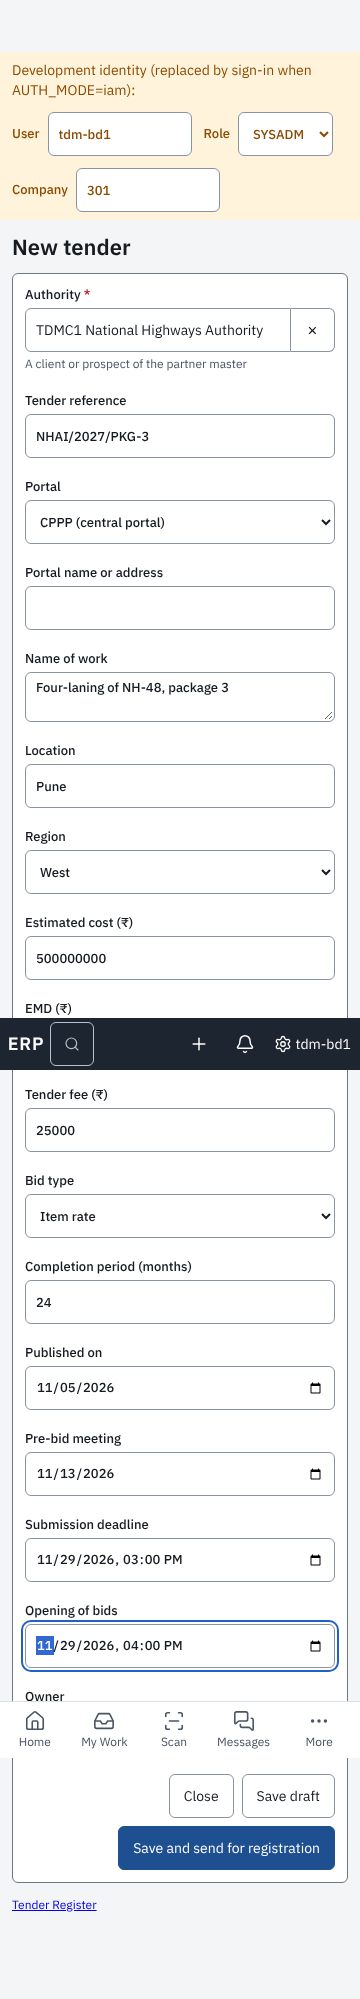 Development identity (replaced by sign-in when
AUTH_MODE=iam):
User tdm-bd1 Role SYSADM
Company 301
New tender
Authority *
TDMC1 National Highways Authority ×
A client or prospect of the partner master
Tender reference
NHAI/2027/PKG-3
Portal
CPPP (central portal)
Portal name or address
Name of work
Four-laning of NH-48, package 3
Location
Pune
Region
West
Estimated cost (₹)
500000000
EMD (₹)
ERP tdm-bd1
Tender fee (₹)
25000
Bid type
Item rate
Completion period (months)
24
Published on
11/05/2026
Pre-bid meeting
11/13/2026
Submission deadline
11/29/2026, 03:00 PM
Opening of bids
11/29/2026, 04:00 PM
Owner
Home My Work Scan Messages More
Close Save draft
Save and send for registration
Tender Register